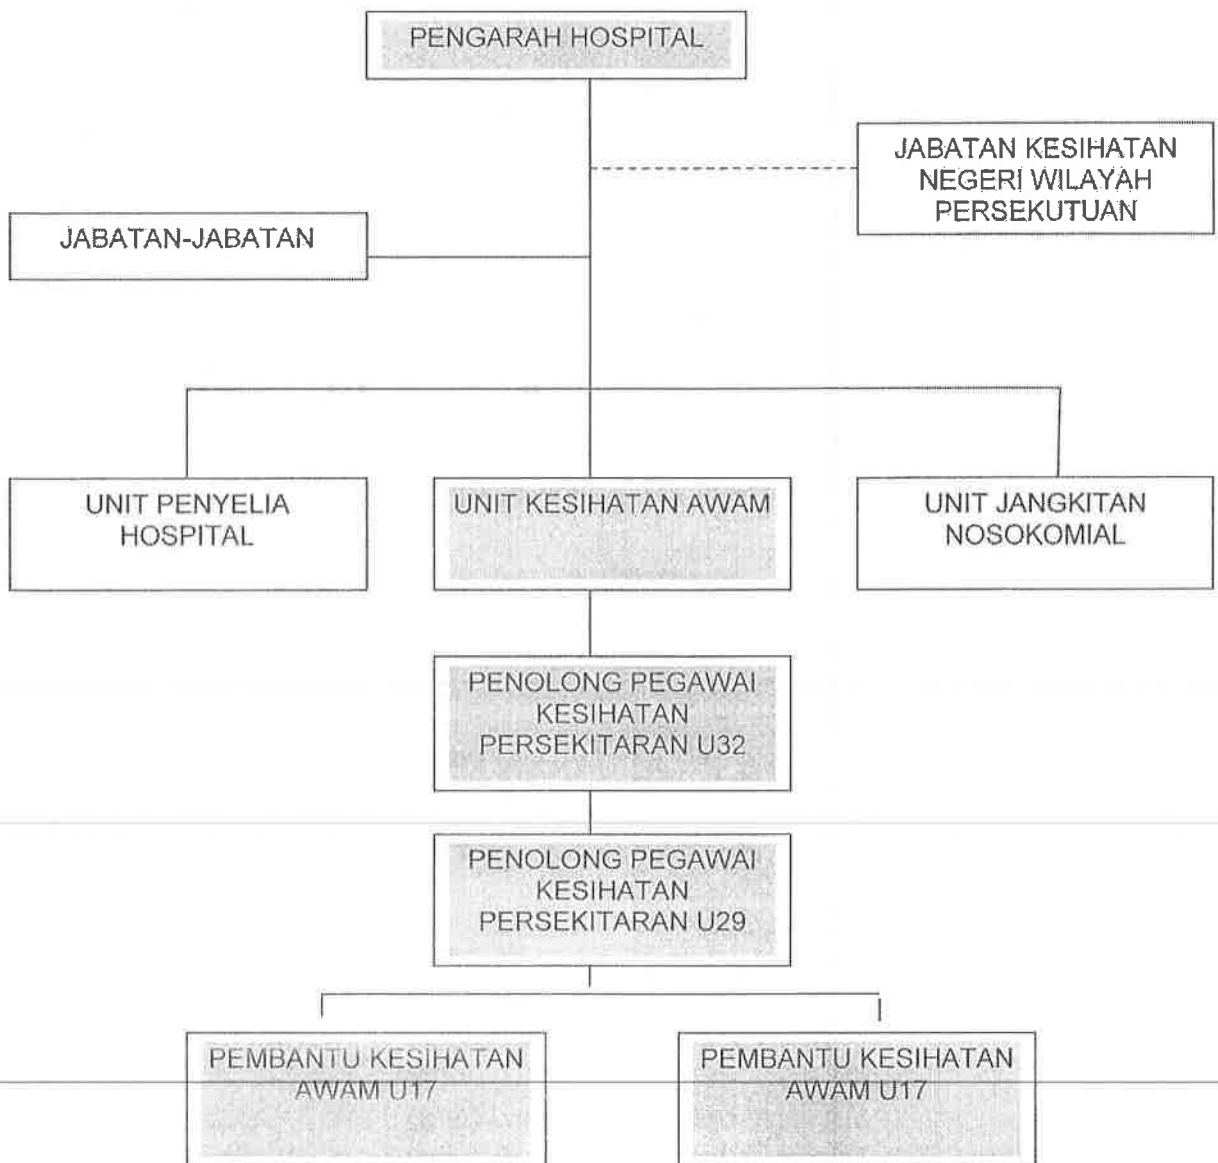 PENGARAH HOSPITAL
JABATAN KESIHATAN
NEGERI WILAYAH
PERSEKUTUAN
JABATAN-JABATAN
UNIT PENYELIA
HOSPITAL
UNIT KESIHATAN AWAM
UNIT JANGKITAN
NOSOKOMIAL
PENOLONG PEGAWAI
KESIHATAN
PERSEKITARAN U32
PENOLONG PEGAWAI
KESIHATAN
PERSEKITARAN U29
PEMBANTU KESIHATAN
AWAM U17
PEMBANTU KESIHATAN
AWAM U17